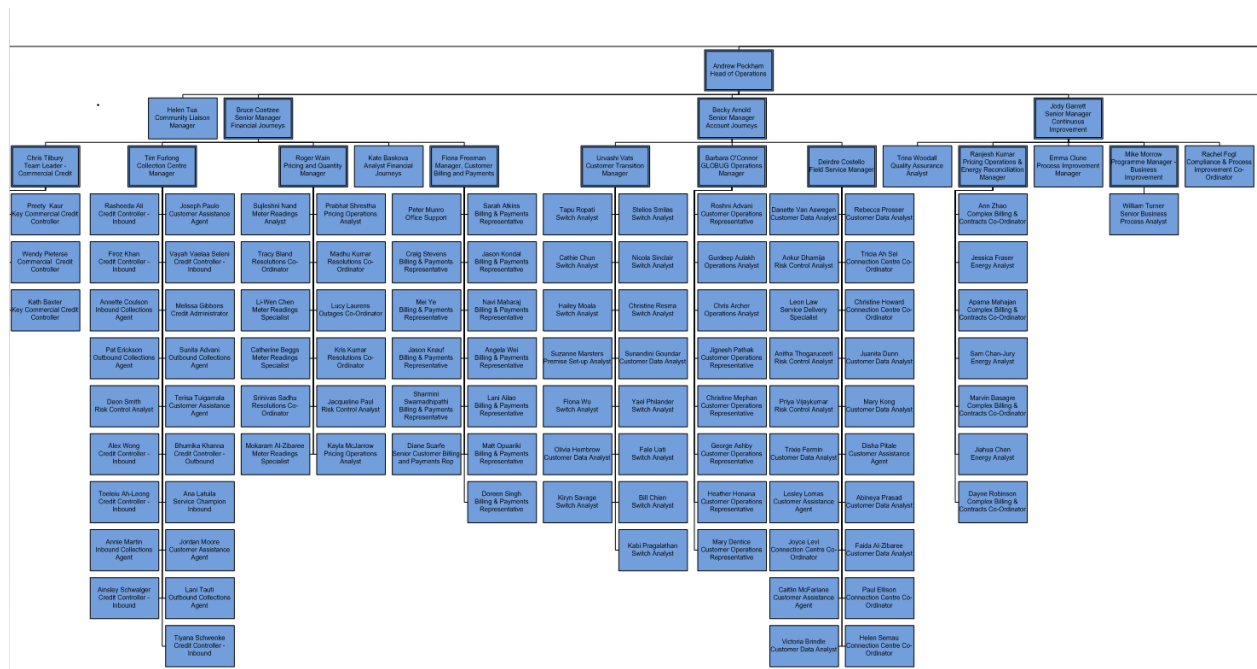 Andrew Peckham
Head of Operations
Helen Tua
Community Liaison
Manager
Bruce Coetzee
Senior Manager
Financial Journeys
Becky Arnold
Senior Manager
Account Journeys
Jody Garrett
Senior Manager
Continuous
Improvement
Chris Tilbury
Team Leader -
Commercial Credit
Tim Furlong
Collection Centre
Manager
Roger Wain
Pricing and Quantity
Manager
Kate Baskova
Analyst Financial
Journeys
Fiona Freeman
Manager, Customer
Billing and Payments
Urvashi Vats
Customer Transition
Manager
Barbara O'Connor
GLOBUG Operations
Manager
Deirdre Costello
Field Service Manager
Trina Woodall
Quality Assurance
Analyst
Ranjesh Kumar
Pricing Operations &
Energy Reconciliation
Manager
Emma Clune
Process Improvement
Manager
Mike Morrow
Programme Manager -
Business
Improvement
Rachel Fogl
Compliance & Process
Improvement Co-
Ordinator
Preety Kaur
Key Commercial Credit
Controller
Wendy Pieterse
Commercial Credit
Controller
Kath Baxter
Key Commercial Credit
Controller
Rasheeda Ali
Credit Controller -
Inbound
Firoz Khan
Credit Controller -
Inbound
Annette Coulson
Inbound Collections
Agent
Pat Erickson
Outbound Collections
Agent
Deon Smith
Risk Control Analyst
Alex Wong
Credit Controller -
Inbound
Teeleiu Ah-Leong
Credit Controller -
Inbound
Annie Martin
Inbound Collections
Agent
Ainsley Schwaiger
Credit Controller -
Inbound
Joseph Paulo
Customer Assistance
Agent
Vayah Vaelaa Seleni
Credit Controller -
Inbound
Melissa Gibbons
Credit Administrator
Sunita Advani
Outbound Collections
Agent
Terisa Tuigamata
Customer Assistance
Agent
Bhumika Khanna
Credit Controller -
Outbound
Ana Latuila
Service Champion
Inbound
Jordan Moore
Customer Assistance
Agent
Lani Tauti
Outbound Collections
Agent
Tiyana Schwenke
Credit Controller -
Inbound
Sujleshni Nand
Meter Readings
Analyst
Tracy Bland
Resolutions Co-
Ordinator
Li-Wen Chen
Meter Readings
Specialist
Catherine Beggs
Meter Readings
Specialist
Srinivas Sadhu
Resolutions Co-
Ordinator
Mokaram Al-Zibaree
Meter Readings
Specialist
Prabhat Shrestha
Pricing Operations
Analyst
Madhu Kumar
Resolutions Co-
Ordinator
Lucy Laurens
Outages Co-Ordinator
Kris Kumar
Resolutions Co-
Ordinator
Jacqueline Paul
Risk Control Analyst
Kayla McJarrow
Pricing Operations
Analyst
Peter Munro
Office Support
Craig Stevens
Billing & Payments
Representative
Mei Ye
Billing & Payments
Representative
Jason Knauf
Billing & Payments
Representative
Sharmini
Swarnadhipathi
Billing & Payments
Representative
Diane Scarfe
Senior Customer Billing
and Payments Rep
Sarah Atkins
Billing & Payments
Representative
Jason Kondal
Billing & Payments
Representative
Navi Maharaj
Billing & Payments
Representative
Angela Wei
Billing & Payments
Representative
Lani Ailao
Billing & Payments
Representative
Matt Opuariki
Billing & Payments
Representative
Doreen Singh
Billing & Payments
Representative
Tapu Ropati
Switch Analyst
Cathie Chun
Switch Analyst
Hailey Moala
Switch Analyst
Suzanne Marsters
Premise Set-up Analyst
Fiona Wu
Switch Analyst
Olivia Hambrow
Customer Data Analyst
Kiryn Savage
Switch Analyst
Stelios Smilas
Switch Analyst
Nicola Sinclair
Switch Analyst
Christine Resma
Switch Analyst
Sunandini Goundar
Customer Data Analyst
Yael Philander
Switch Analyst
Fale Uati
Switch Analyst
Bill Chien
Switch Analyst
Kabi Pragalathan
Switch Analyst
Roshni Advani
Customer Operations
Representative
Gurdeep Aulakh
Operations Analyst
Chris Archer
Operations Analyst
Jignesh Pathak
Customer Operations
Representative
Christine Mephan
Customer Operations
Representative
George Ashby
Customer Operations
Representative
Heather Honana
Customer Operations
Representative
Mary Dentice
Customer Operations
Representative
Danette Van Aswegen
Customer Data Analyst
Ankur Dhamija
Risk Control Analyst
Leon Law
Service Delivery
Specialist
Anitha Thogaruceeti
Risk Control Analyst
Priya Vijaykumar
Risk Control Analyst
Trixie Fermin
Customer Data Analyst
Lesley Lomas
Customer Assistance
Agent
Joyce Levi
Connection Centre Co-
Ordinator
Caitlin McFarlane
Customer Assistance
Agent
Victoria Brindle
Customer Data Analyst
Rebecca Prosser
Customer Data Analyst
Tricia Ah Sei
Connection Centre Co-
Ordinator
Christine Howard
Connection Centre Co-
Ordinator
Juanita Dunn
Customer Data Analyst
Mary Kong
Customer Data Analyst
Disha Pitale
Customer Assistance
Agent
Abineya Prasad
Customer Data Analyst
Faida Al-Zibaree
Customer Data Analyst
Paul Ellison
Connection Centre Co-
Ordinator
Helen Semau
Connection Centre Co-
Ordinator
Ann Zhao
Complex Billing &
Contracts Co-Ordinator
Jessica Fraser
Energy Analyst
Aparna Mahajan
Complex Billing &
Contracts Co-Ordinator
Sam Chan-Jury
Energy Analyst
Marvin Basagre
Complex Billing &
Contracts Co-Ordinator
Jiahua Chen
Energy Analyst
Dayne Robinson
Complex Billing &
Contracts Co-Ordinator
William Turner
Senior Business
Process Analyst